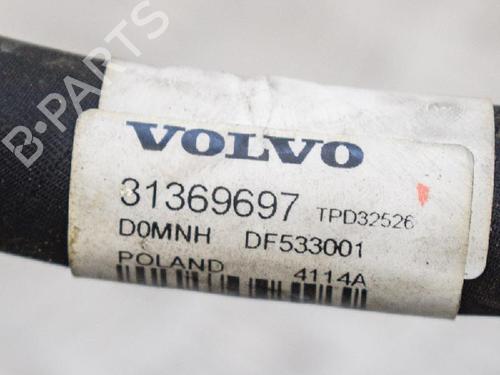 B·PARTS
VOLVO
31369697 TPD32526
D0MNH DF533001
POLAND 4114A